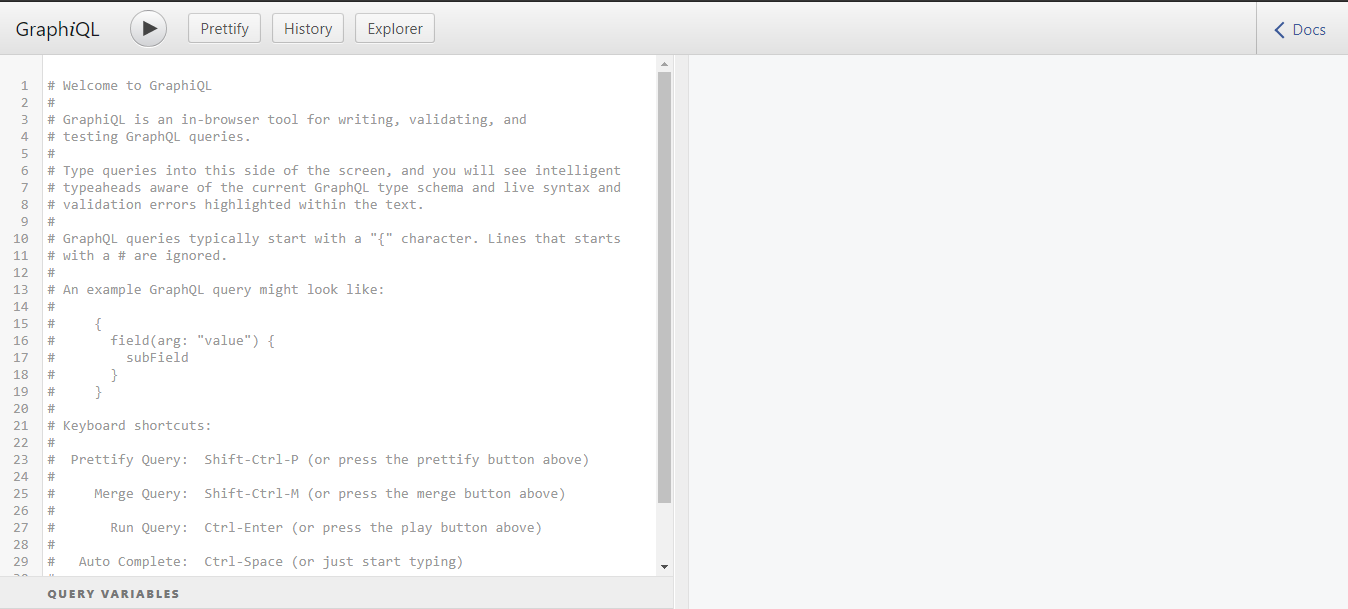 GraphiQL
Prettify
History
Explorer
Docs
1 # Welcome to GraphiQL
2 #
3 # GraphiQL is an in-browser tool for writing, validating, and
4 # testing GraphQL queries.
5 #
6 # Type queries into this side of the screen, and you will see intelligent
7 # typeaheads aware of the current GraphQL type schema and live syntax and
8 # validation errors highlighted within the text.
9 #
10 # GraphQL queries typically start with a "{" character. Lines that starts
11 # with a # are ignored.
12 #
13 # An example GraphQL query might look like:
14 #
15 #     {
16 #       field(arg: "value") {
17 #         subField
18 #       }
19 #     }
20 #
21 # Keyboard shortcuts:
22 #
23 #  Prettify Query:  Shift-Ctrl-P (or press the prettify button above)
24 #
25 #     Merge Query:  Shift-Ctrl-M (or press the merge button above)
26 #
27 #       Run Query:  Ctrl-Enter (or press the play button above)
28 #
29 #   Auto Complete:  Ctrl-Space (or just start typing)
QUERY VARIABLES